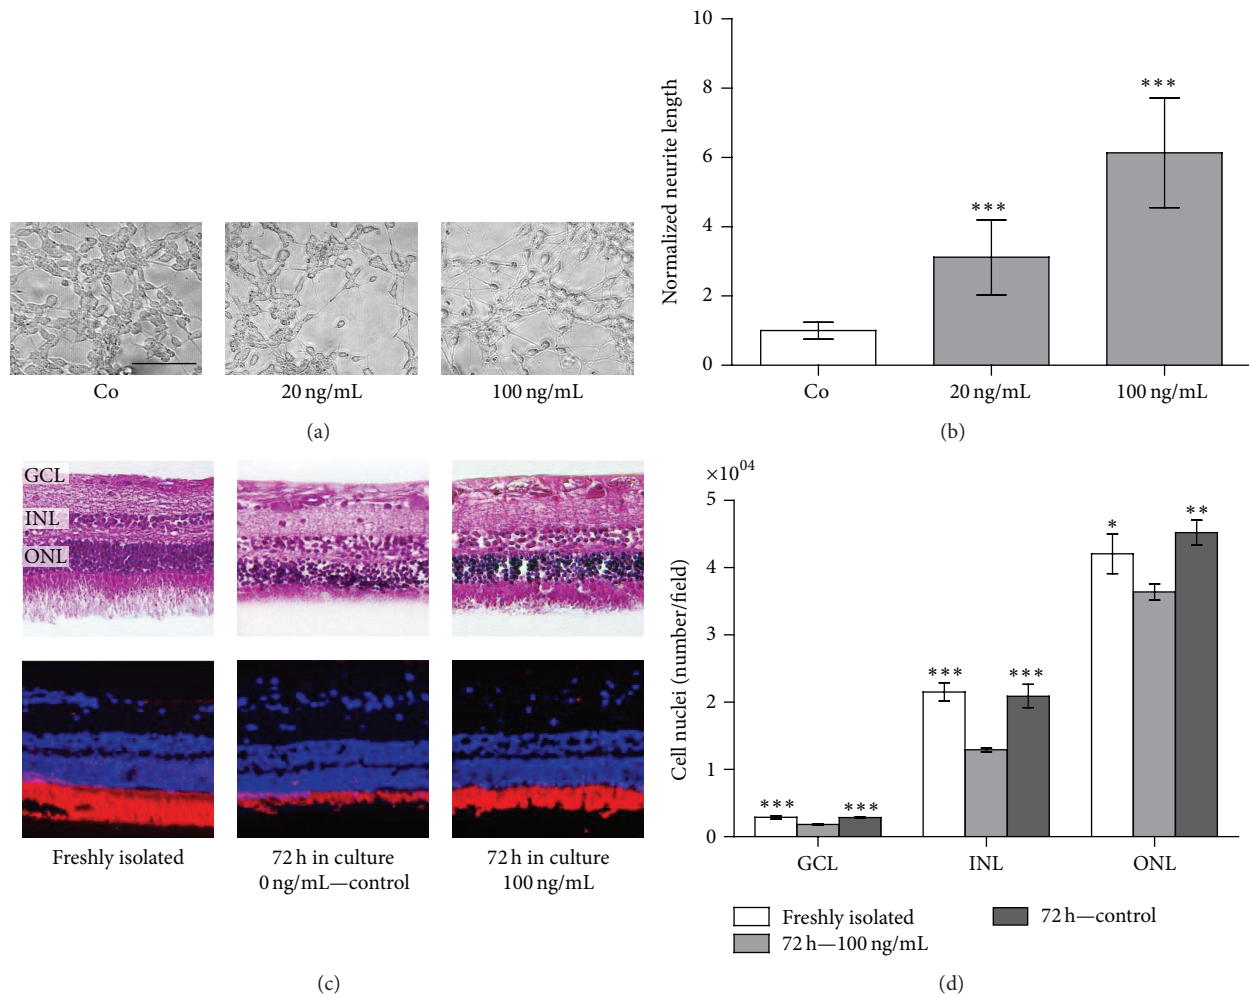 Co
20 ng/mL
100 ng/mL
(a)
Normalized neurite length
10
8
6
4
2
0
***
***
Co
20 ng/mL
100 ng/mL
(b)
GCL
INL
ONL
Freshly isolated
72 h in culture
0 ng/mL—control
72 h in culture
100 ng/mL
(c)
×10⁰⁴
Cell nuclei (number/field)
5
4
3
2
1
0
***
***
***
***
*
**
GCL
INL
ONL
Freshly isolated
72 h—100 ng/mL
72 h—control
(d)